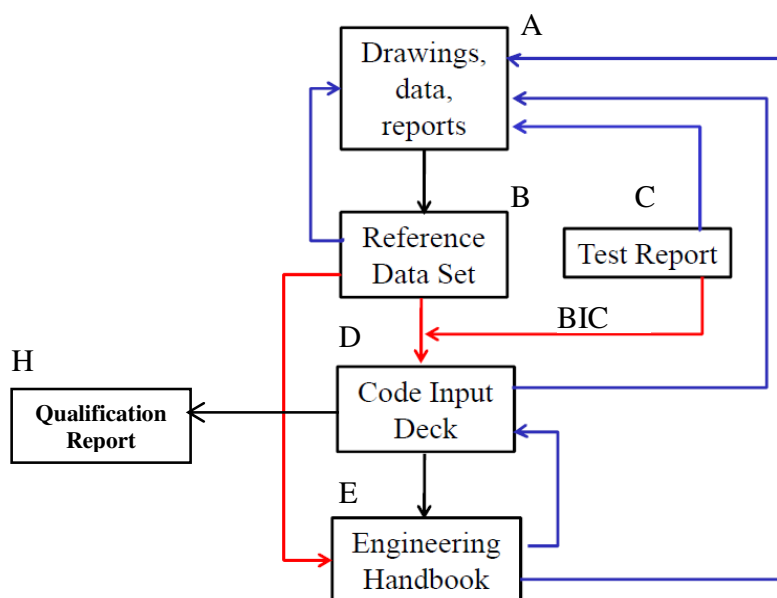 A
Drawings,
data,
reports
B
C
Reference
Data Set
Test Report
BIC
D
H
Code Input
Deck
Qualification
Report
E
Engineering
Handbook